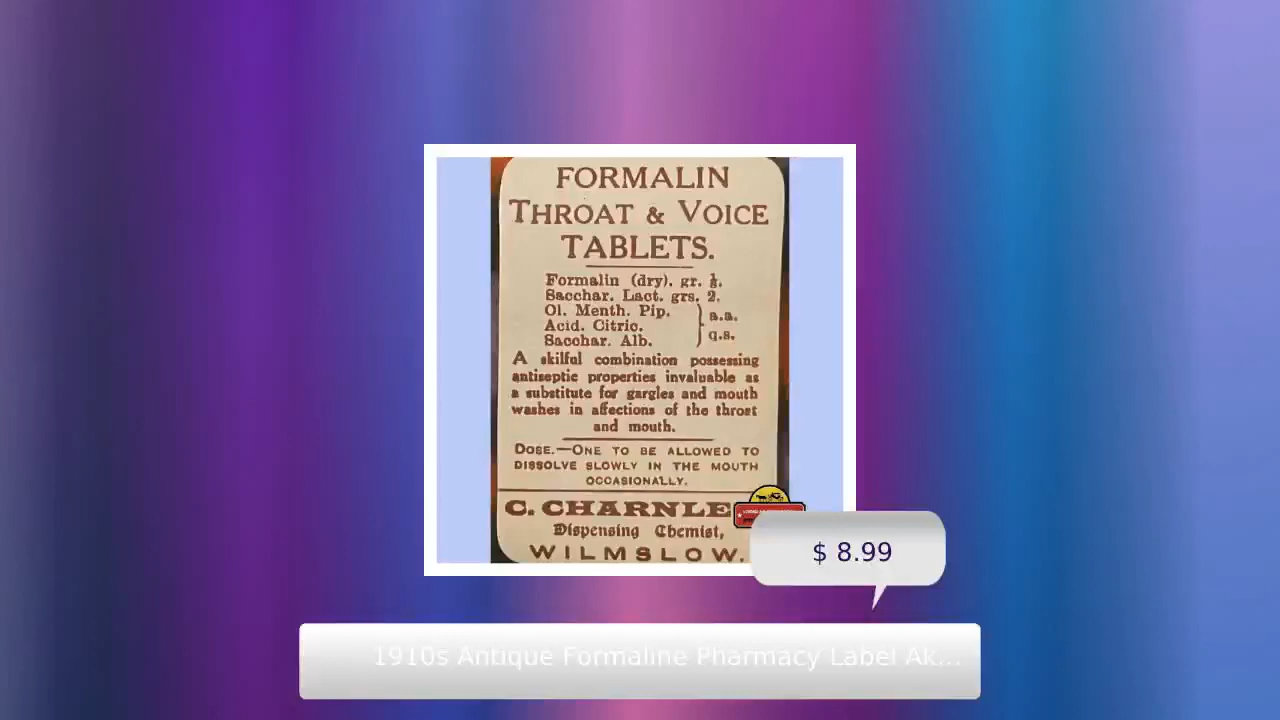 FORMALIN
THROAT & VOICE
TABLETS.
Formalin (dry). gr. ⅛.
Sacchar. Lact. grs. 2.
Ol. Menth. Pip.
Acid. Citric. } a.a.
Sacchar. Alb. q.s.
A skilful combination possessing
antiseptic properties invaluable as
a substitute for gargles and mouth
washes in affections of the throat
and mouth.
DOSE.—ONE TO BE ALLOWED TO
DISSOLVE SLOWLY IN THE MOUTH
OCCASIONALLY.
C. CHARNLE
Dispensing Chemist,
WILMSLOW.
$ 8.99
1910s Antique Formaline Pharmacy Label Ak...